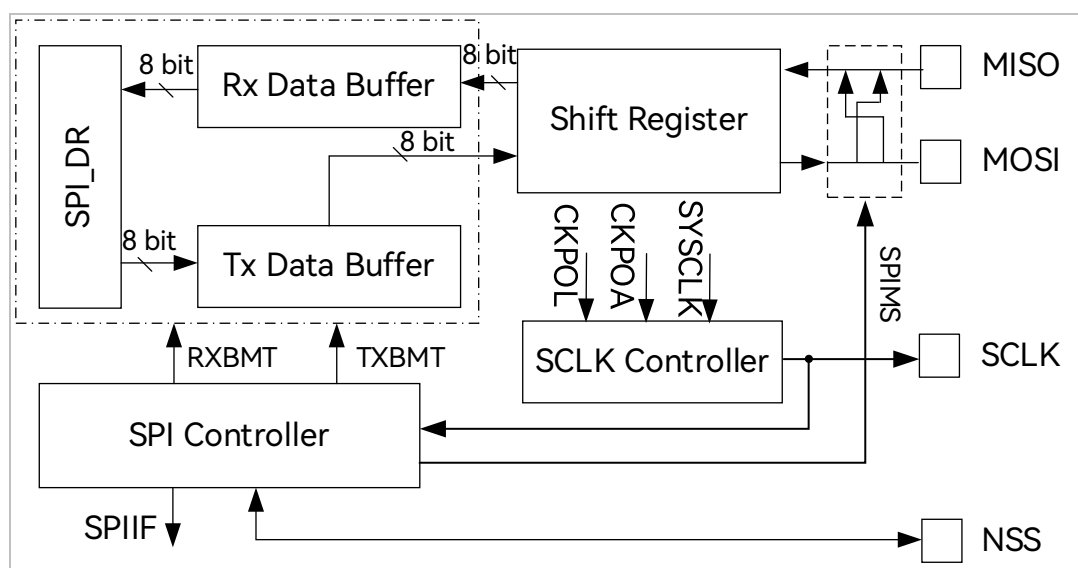 8 bit
Rx Data Buffer
8 bit
Shift Register
MISO
SPI_DR
8 bit
MOSI
8 bit
Tx Data Buffer
CKPOL
CKPOA
SYSCLK
SPIMS
RXBMT
TXBMT
SCLK Controller
SCLK
SPI Controller
SPIIF
NSS